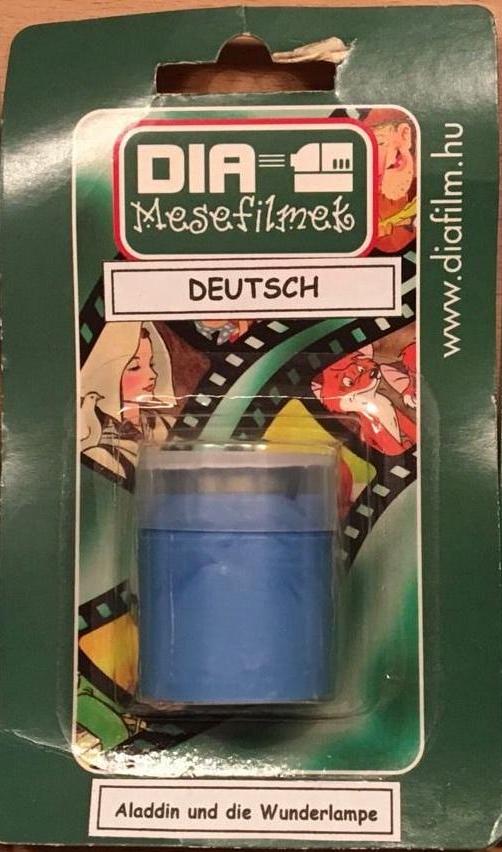 DIA
Mesefilmek
DEUTSCH
www.diafilm.hu
Aladdin und die Wunderlampe